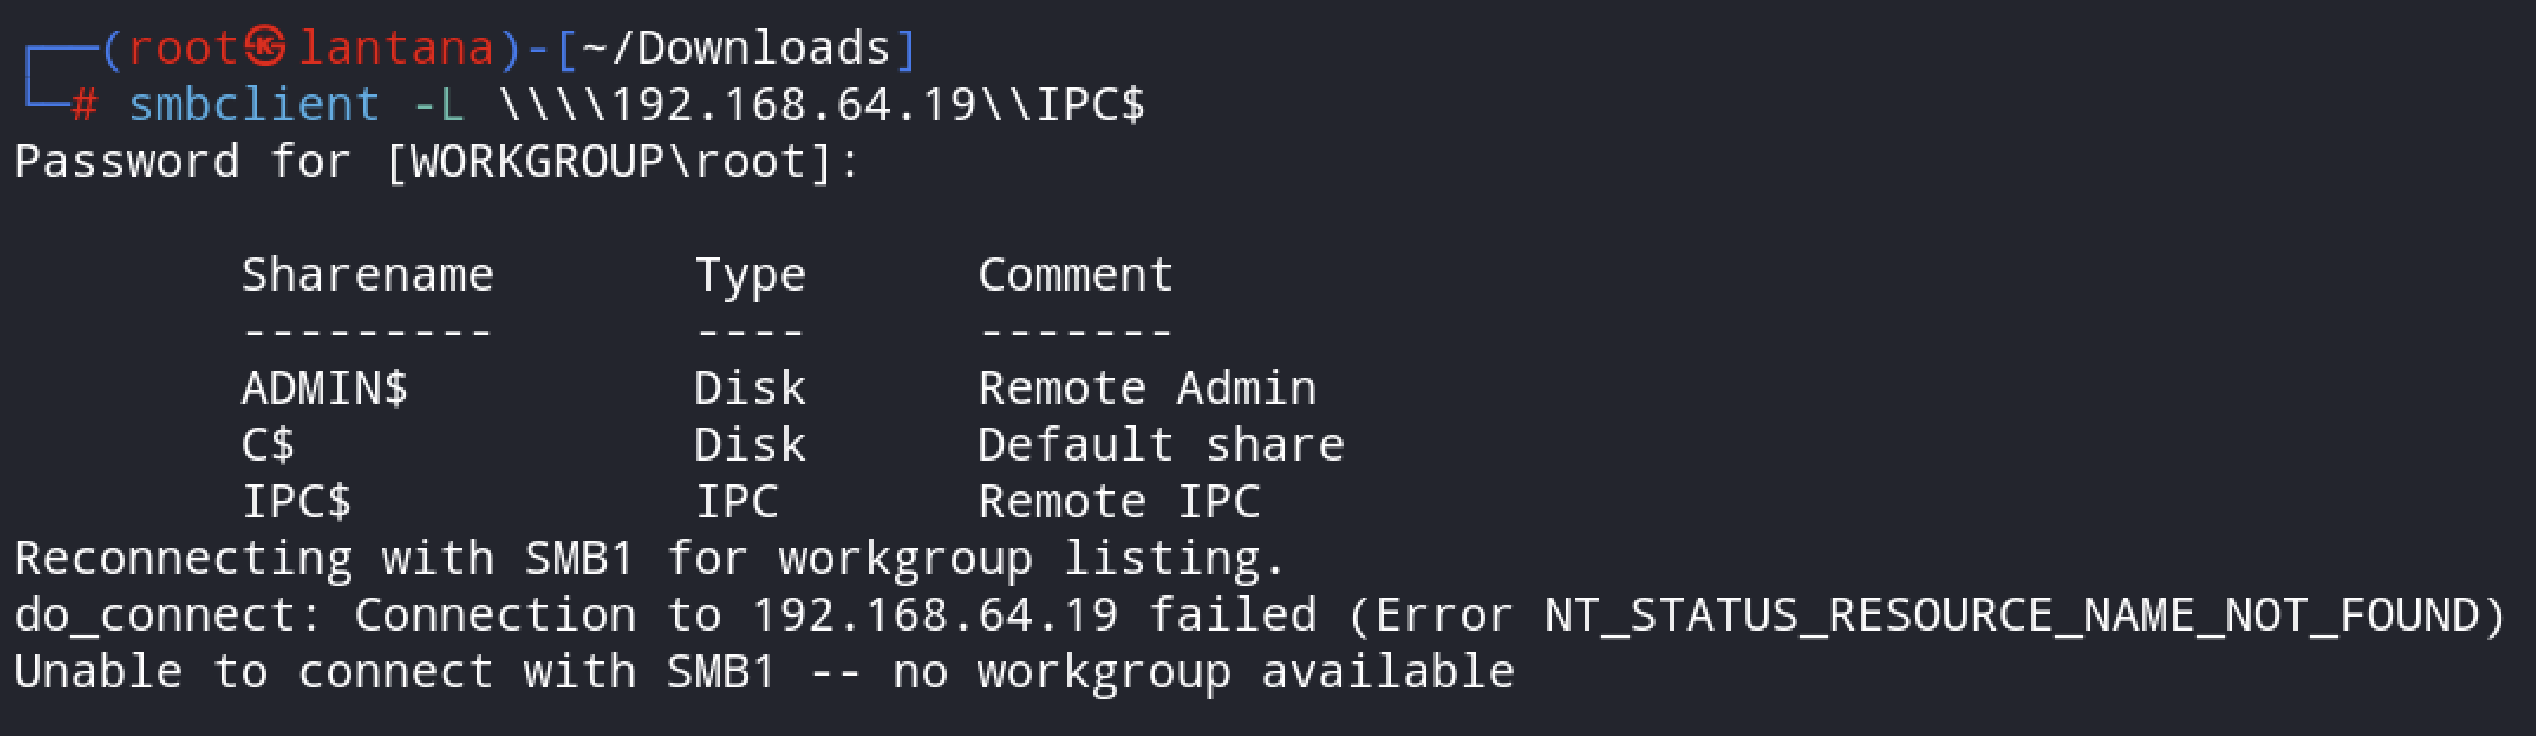 ┌──(root㉿lantana)-[~/Downloads]
└─# smbclient -L \\\\192.168.64.19\\IPC$
Password for [WORKGROUP\root]:
Sharename Type Comment
--------- ---- -------
ADMIN$ Disk Remote Admin
C$ Disk Default share
IPC$ IPC Remote IPC
Reconnecting with SMB1 for workgroup listing.
do_connect: Connection to 192.168.64.19 failed (Error NT_STATUS_RESOURCE_NAME_NOT_FOUND)
Unable to connect with SMB1 -- no workgroup available